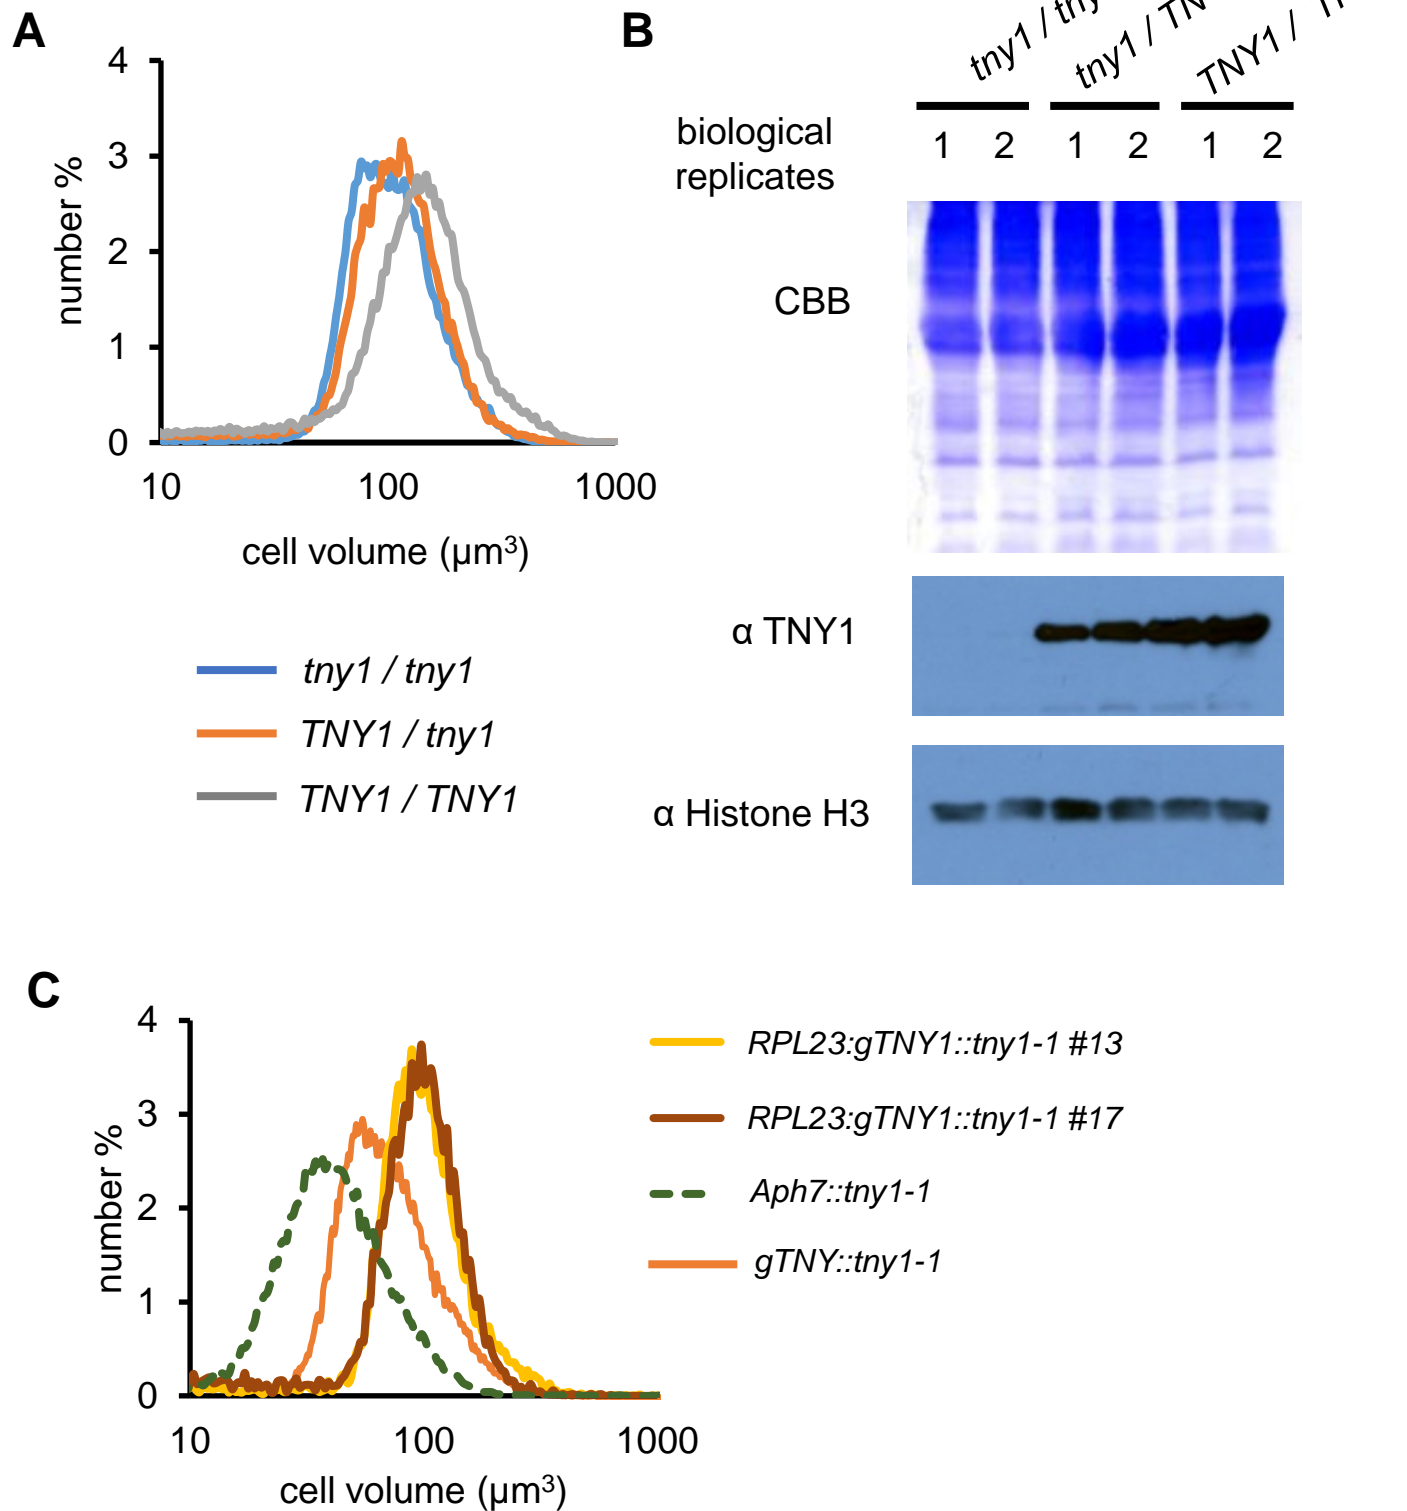 A
4
3
2
1
0
number %
10 100 1000
cell volume (µm³)
tny1 / tny1
TNY1 / tny1
TNY1 / TNY1
B
tny1 /
tny1 /
TNY1 /
biological
replicates
1 2 1 2 1 2
CBB
α TNY1
α Histone H3
C
4
3
2
1
0
number %
10 100 1000
cell volume (µm³)
RPL23:gTNY1::tny1-1 #13
RPL23:gTNY1::tny1-1 #17
Aph7::tny1-1
gTNY::tny1-1